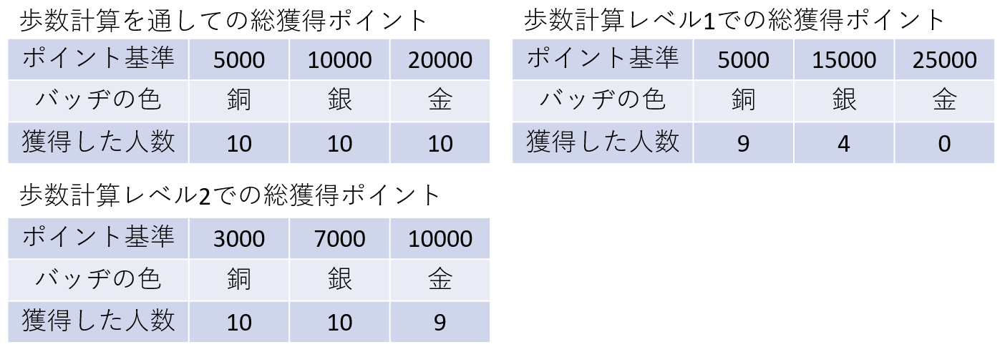 歩数計算を通しての総獲得ポイント
ポイント基準 5000 10000 20000
バッヂの色 銅 銀 金
獲得した人数 10 10 10
歩数計算レベル1での総獲得ポイント
ポイント基準 5000 15000 25000
バッヂの色 銅 銀 金
獲得した人数 9 4 0
歩数計算レベル2での総獲得ポイント
ポイント基準 3000 7000 10000
バッヂの色 銅 銀 金
獲得した人数 10 10 9